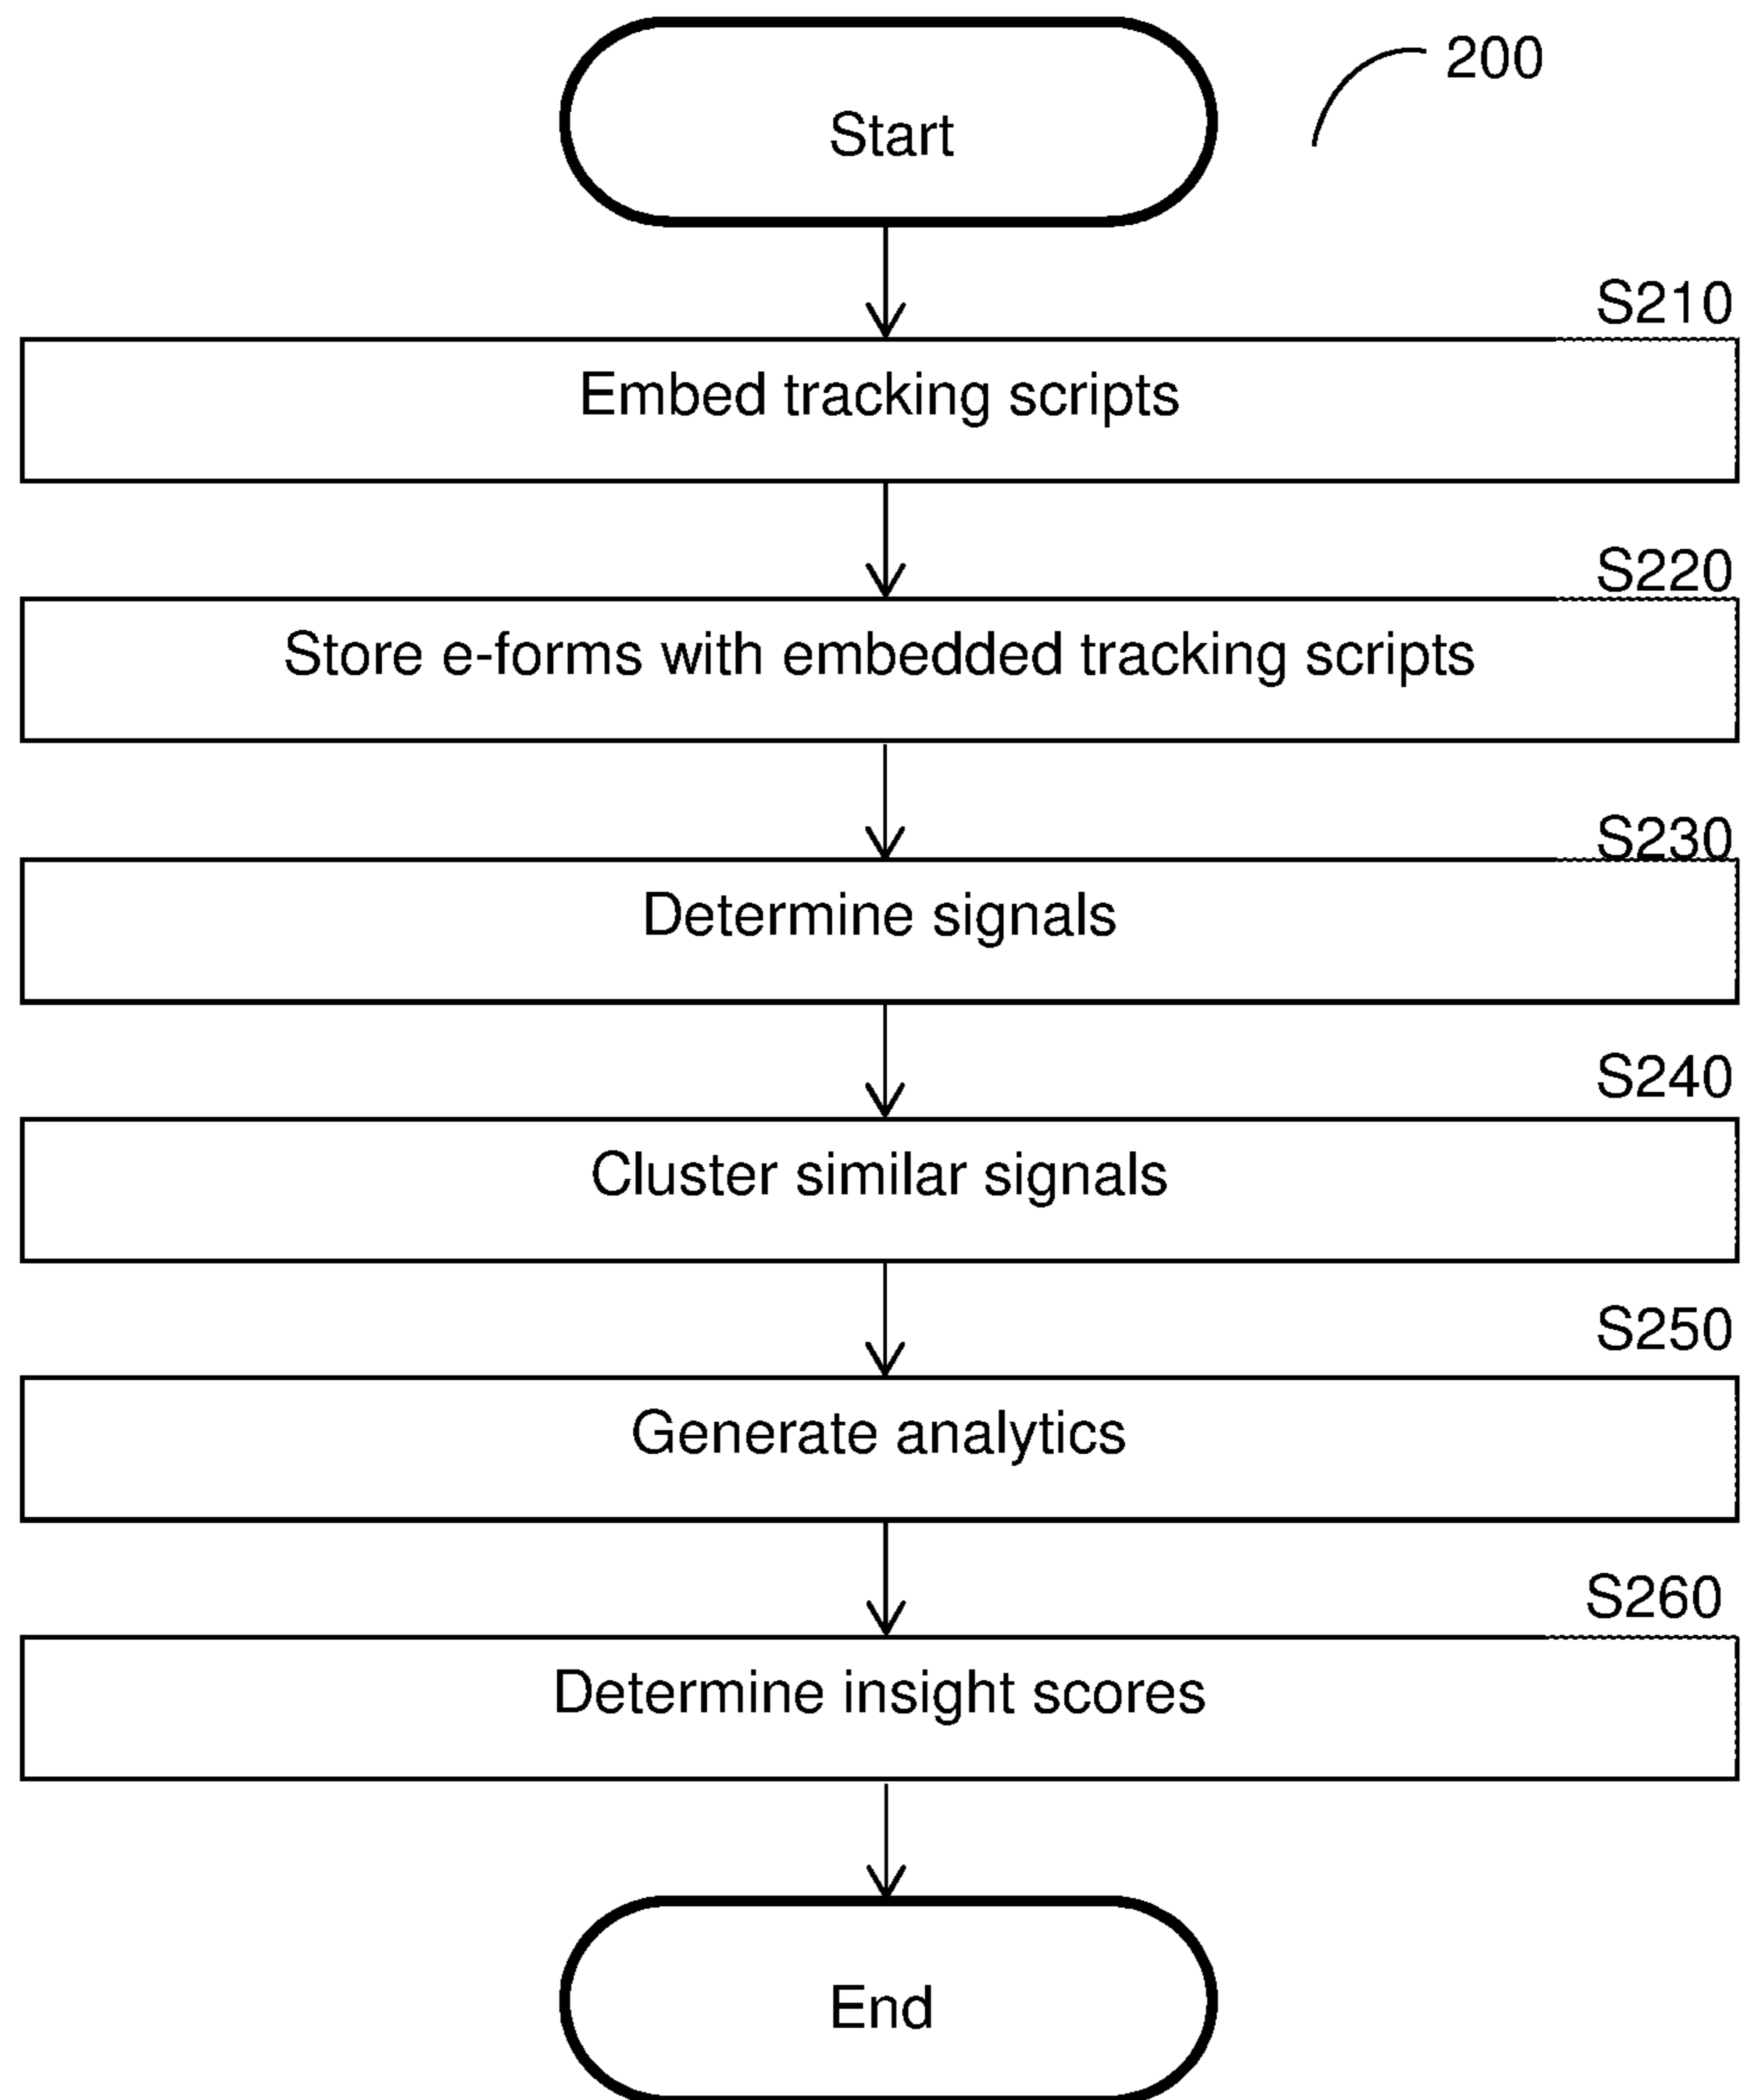 Start
200
S210
Embed tracking scripts
S220
Store e-forms with embedded tracking scripts
S230
Determine signals
S240
Cluster similar signals
S250
Generate analytics
S260
Determine insight scores
End